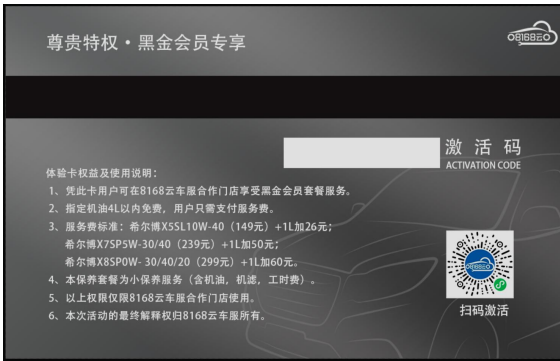 尊贵特权·黑金会员专享
08168EO
激 活 码
ACTIVATION CODE
体验卡权益及使用说明：
1、凭此卡用户可在8168云车服合作门店享受黑金会员套餐服务。
2、指定机油4L以内免费，用户只需支付服务费。
3、服务费标准：希尔博X5SL10W-40（149元）+1L加26元；
希尔博X7SP5W-30/40（239元）+1L加50元；
希尔博X8SP0W- 30/40/20（299元）+1L加60元。
4、本保养套餐为小保养服务（含机油，机滤，工时费）。
5、以上权限仅限8168云车服合作门店使用。
6、本次活动的最终解释权归8168云车服所有。
扫码激活